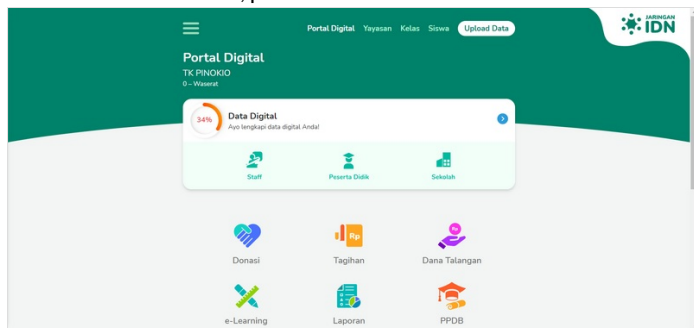 Portal Digital Yayasan Kelas Siswa Upload Data
JARINGAN
IDN
Portal Digital
TK PINOKIO
0 – Waserat
34%
Data Digital
Ayo lengkapi data digital Anda!
Staff Peserta Didik Sekolah
Rp
Rp
Donasi Tagihan Dana Talangan
e-Learning Laporan PPDB